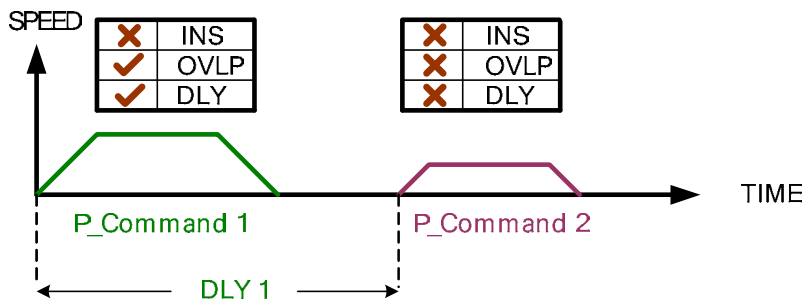 SPEED
INS
OVLP
DLY
INS
OVLP
DLY
TIME
P_Command 1
P_Command 2
DLY 1